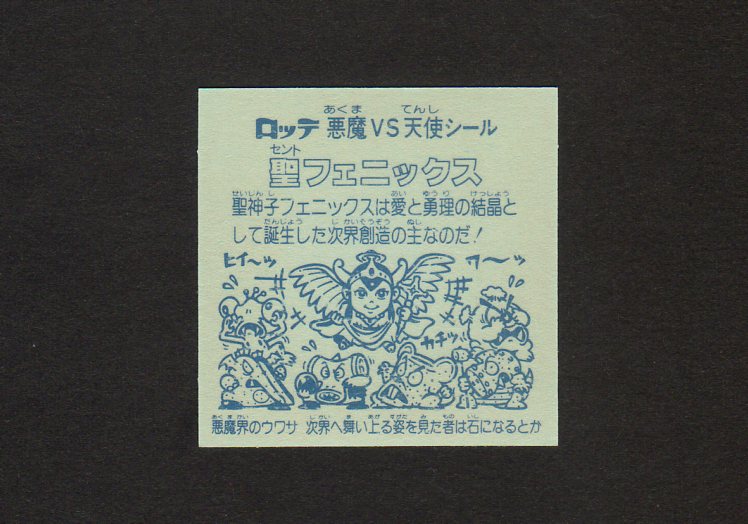 ロッテ 悪魔VS天使シール
聖フェニックス
聖神子フェニックスは愛と勇理の結晶と
して誕生した次界創造の主なのだ!
ヒイ〜ッ
ワ〜ッ
カチッ
悪魔界のウワサ 次界へ舞い上る姿を見た者は石になるとか